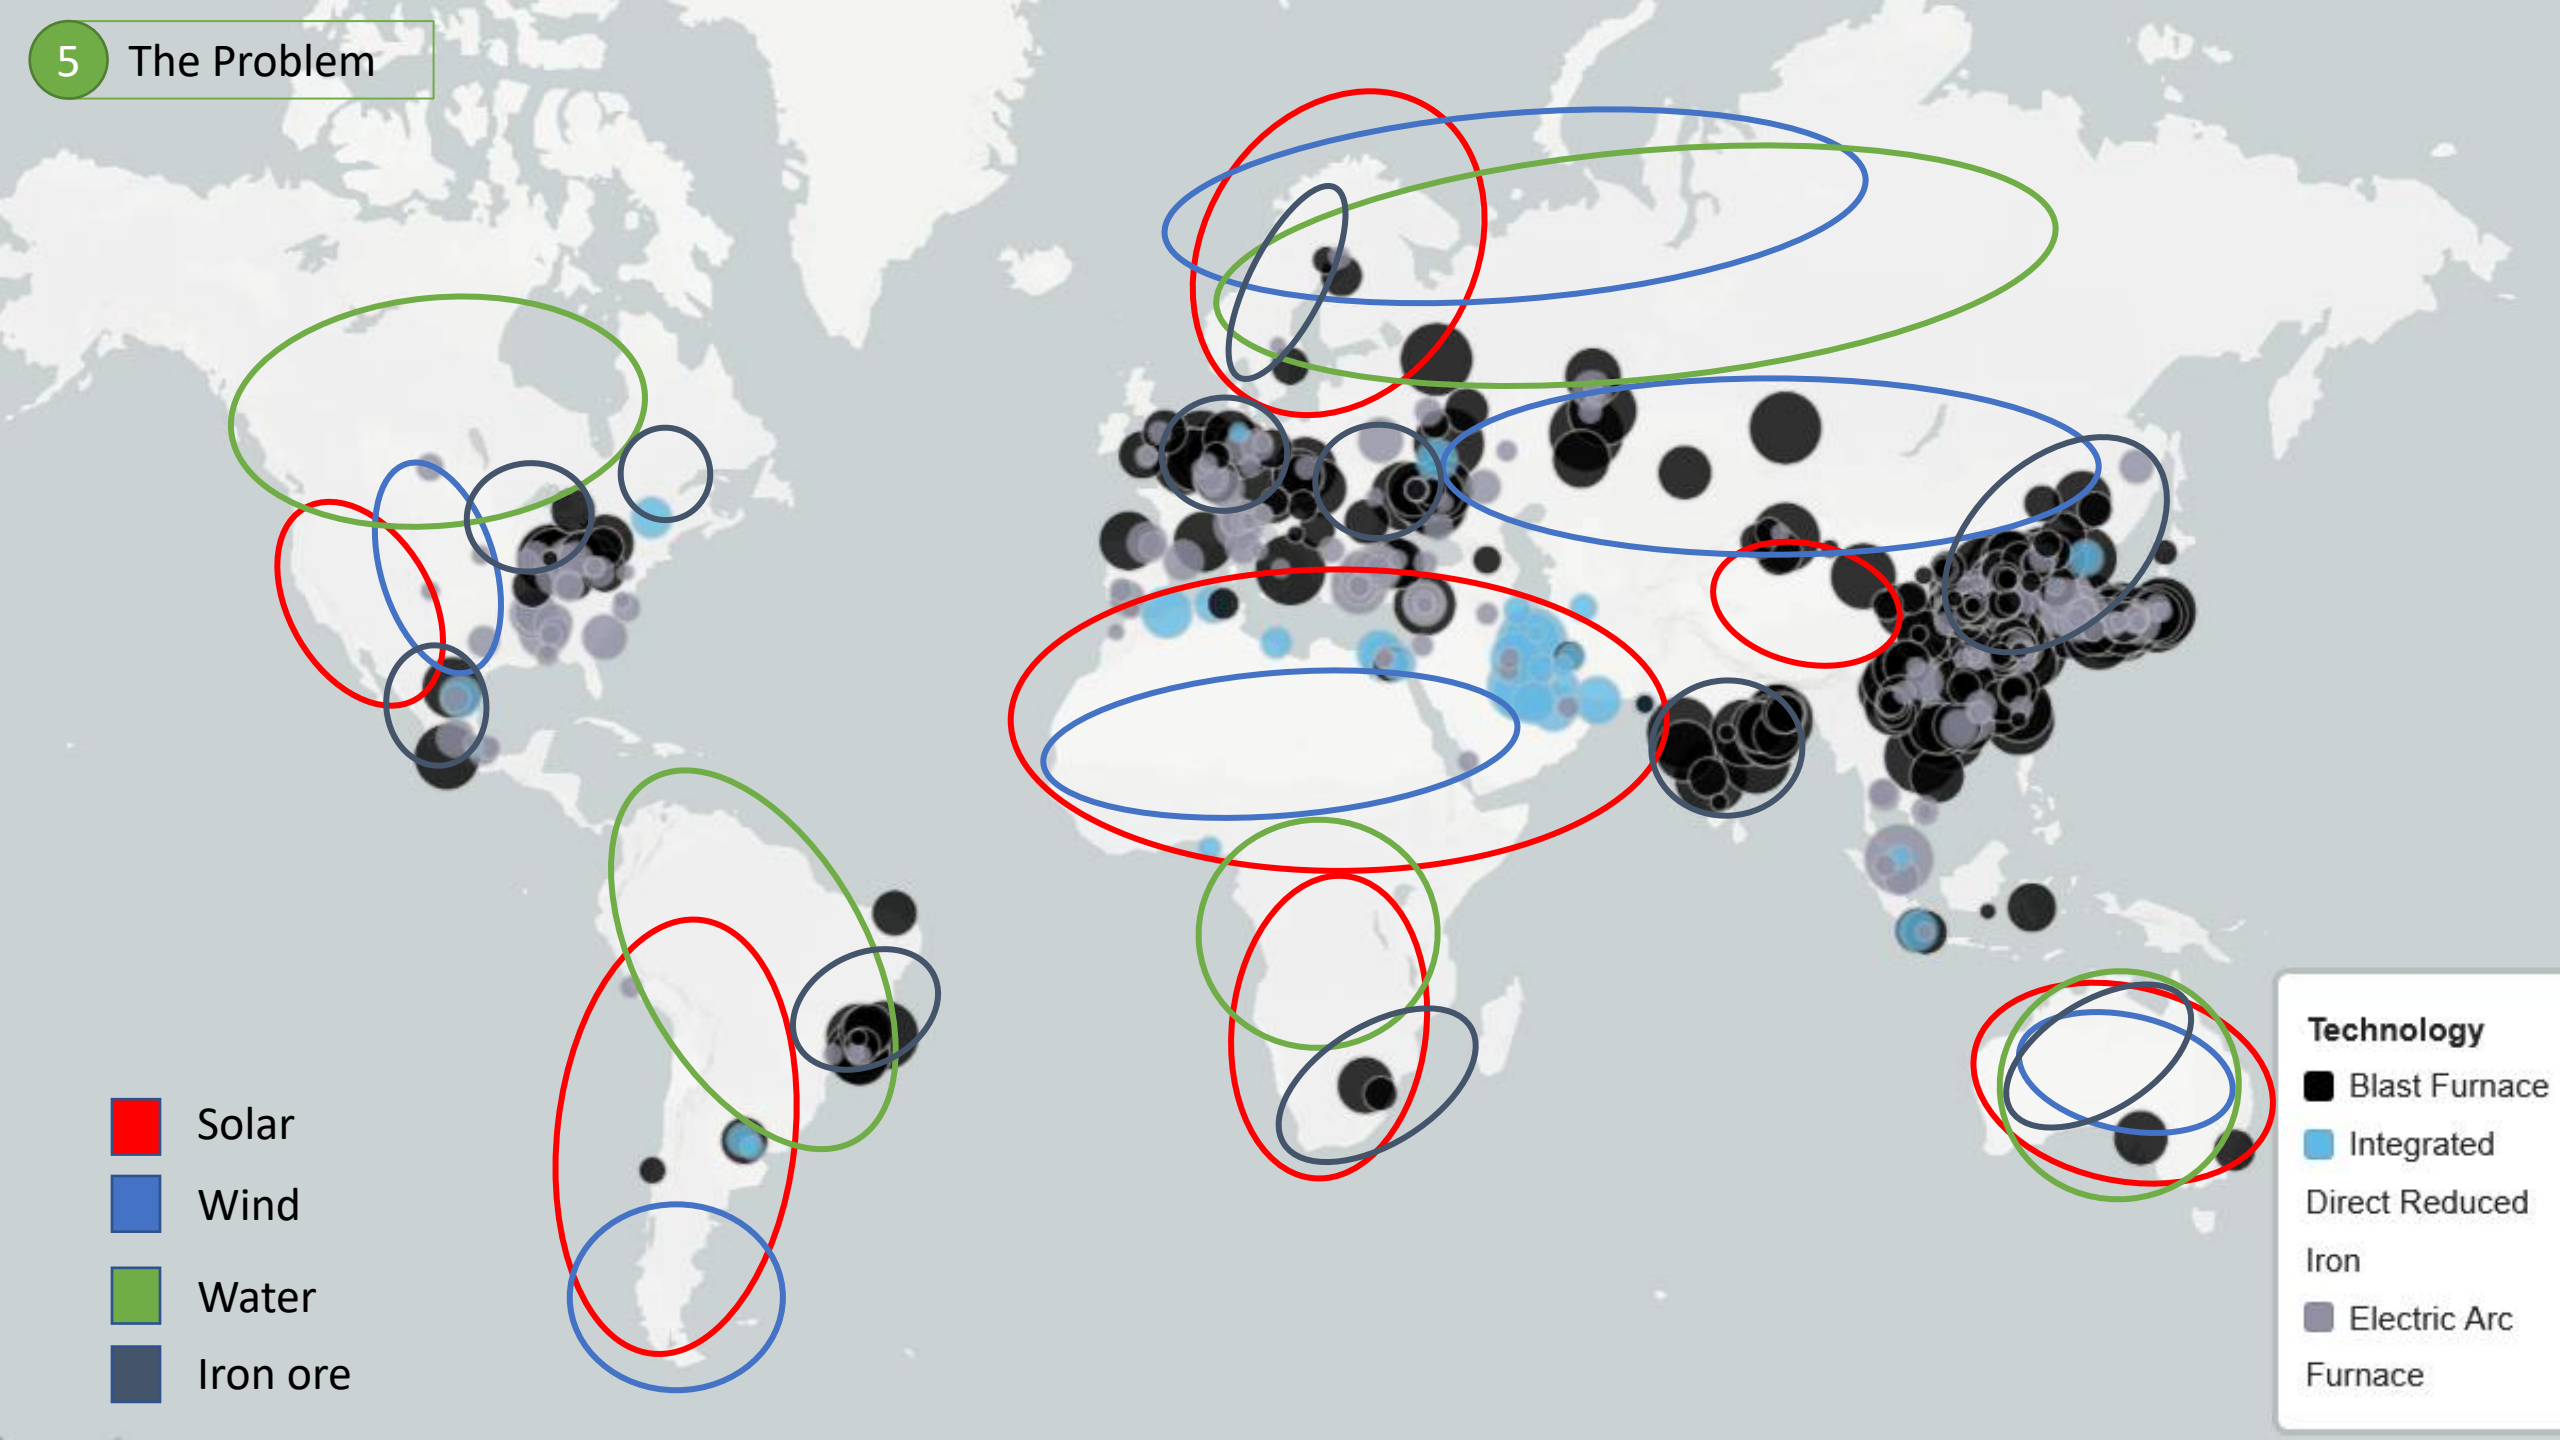 5 The Problem
Solar
Wind
Water
Iron ore
Technology
Blast Furnace
Integrated
Direct Reduced
Iron
Electric Arc
Furnace